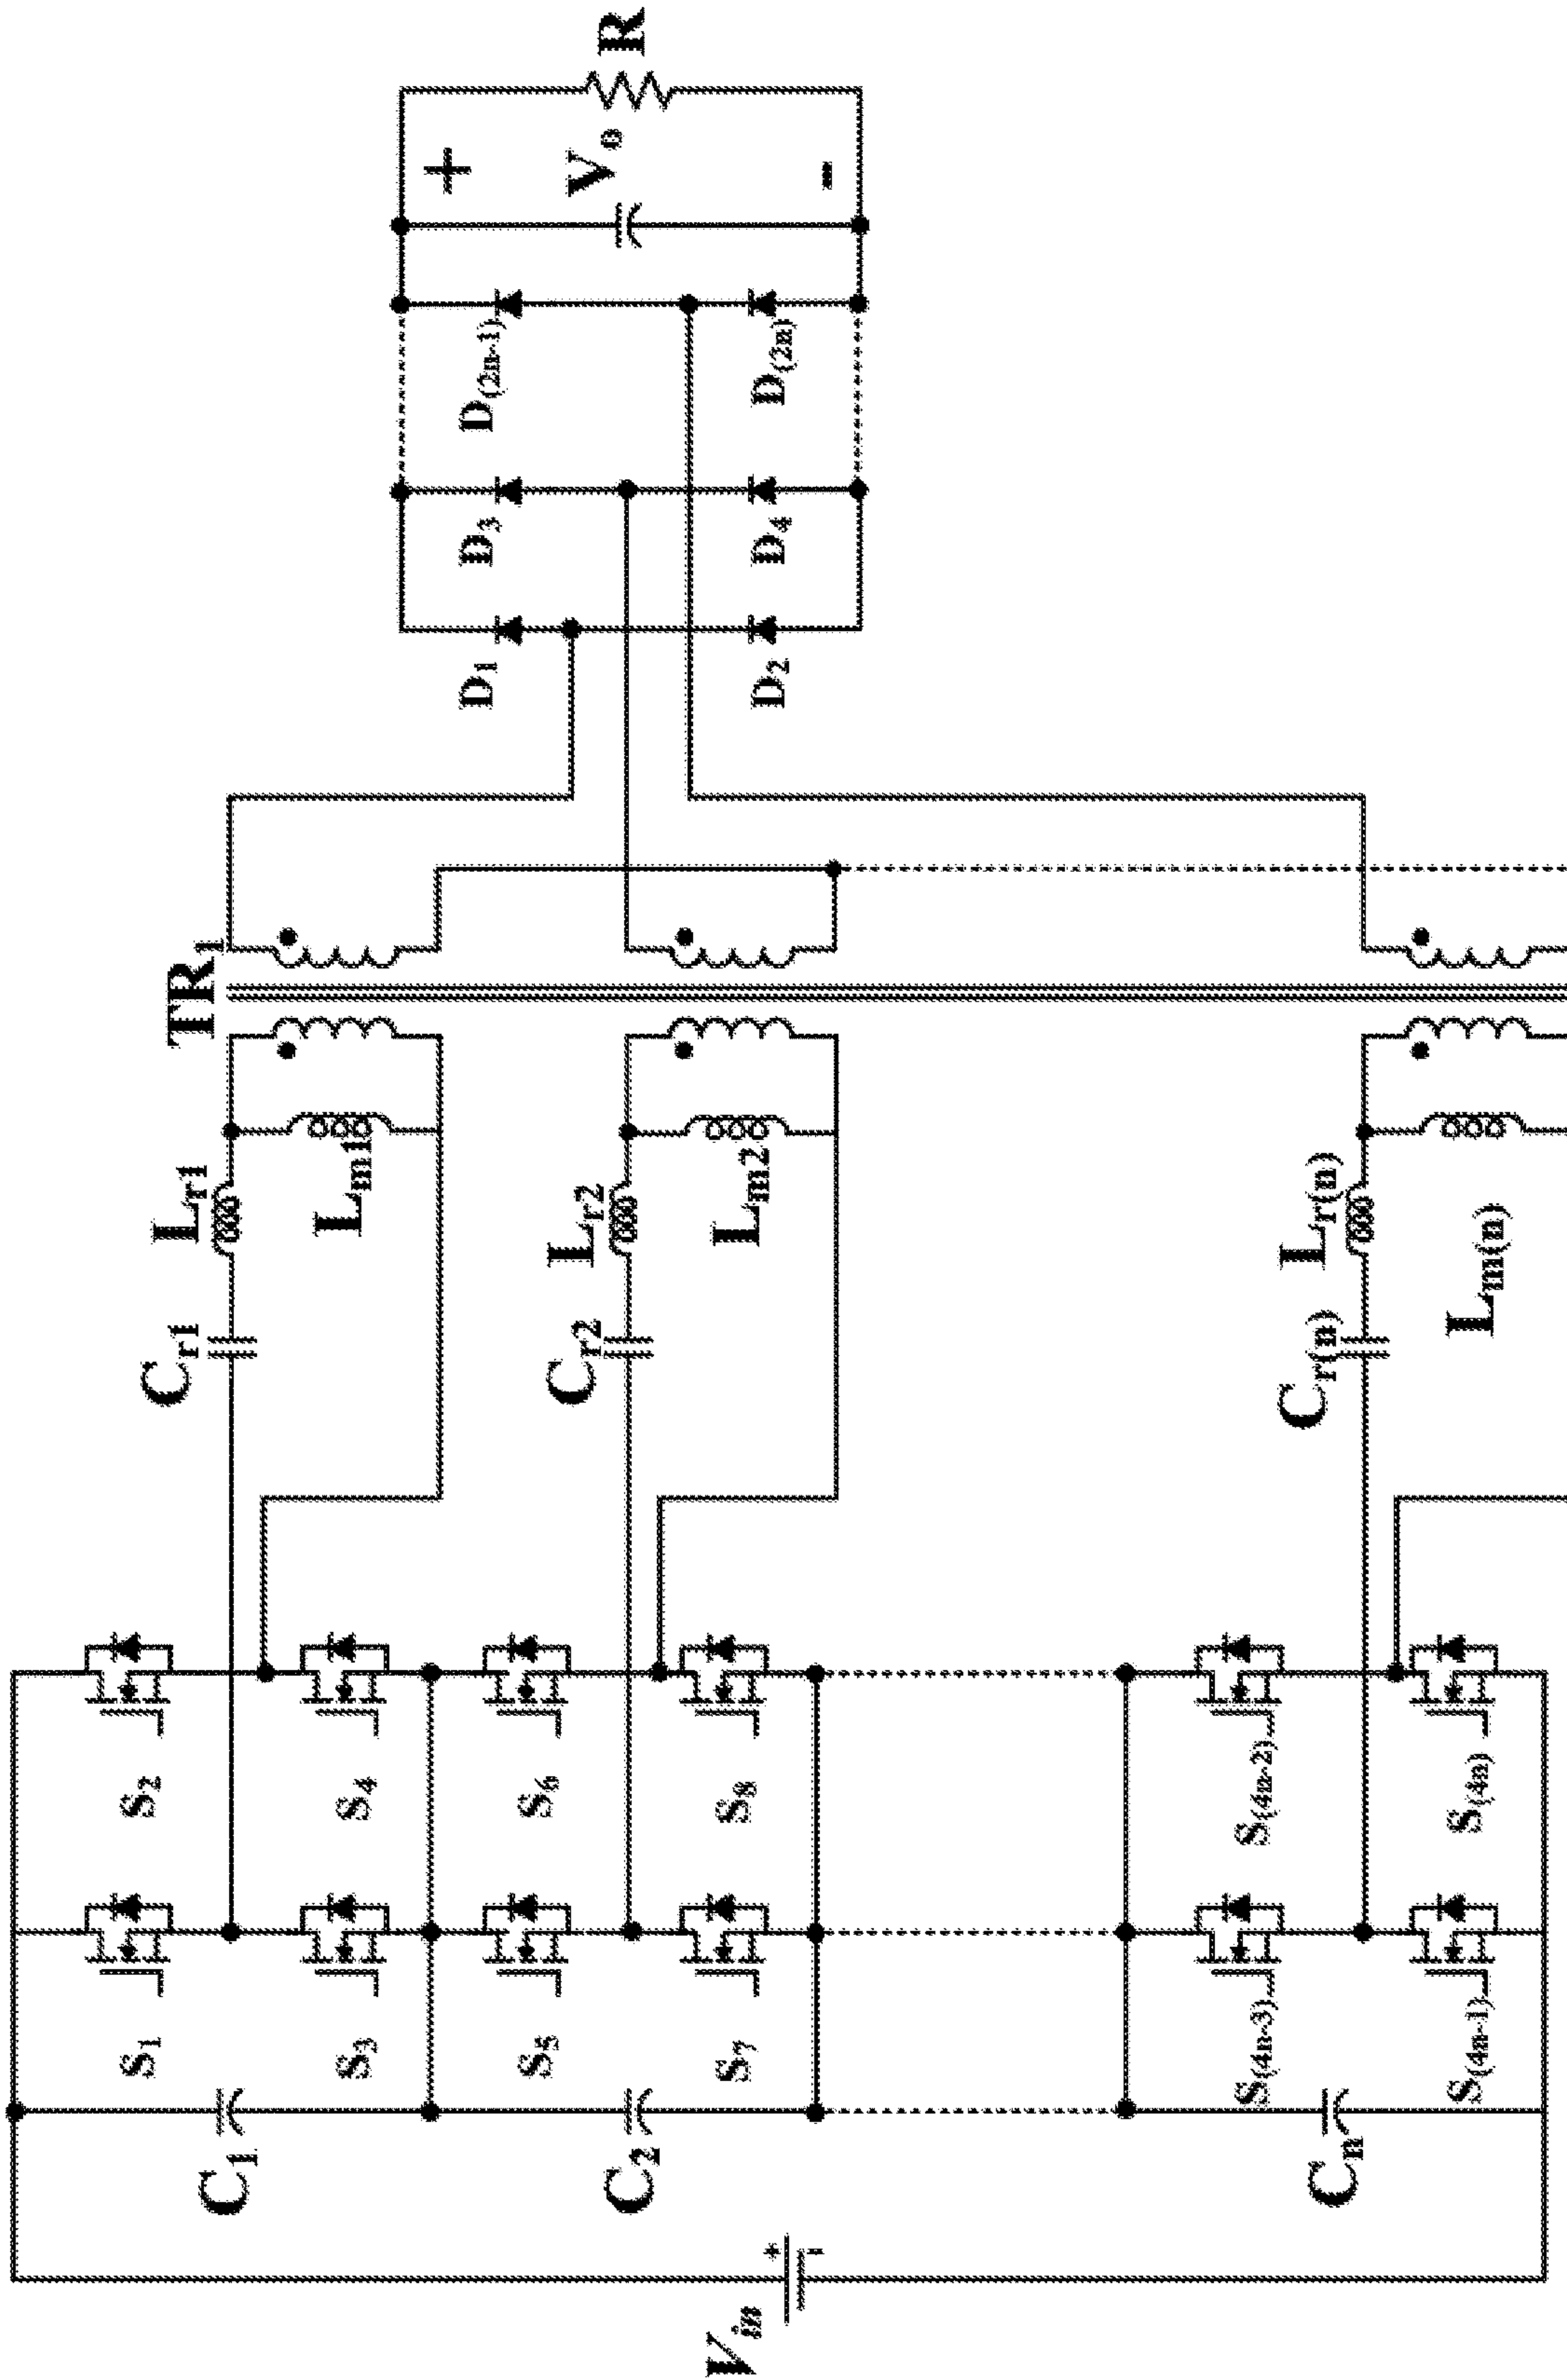 TR1
Cr1
Lr1
Lm1
S1
S2
C1
S3
S4
D1
D3
D(2n-1)
+
R
Vo
-
D2
D4
D(2n)
S5
S6
Cr2
Lr2
Lm2
C2
S7
S8
Vin
+
-
S(4n-3)
S(4n-2)
Cr(n)
Lr(n)
Cn
Lm(n)
S(4n-1)
S(4n)